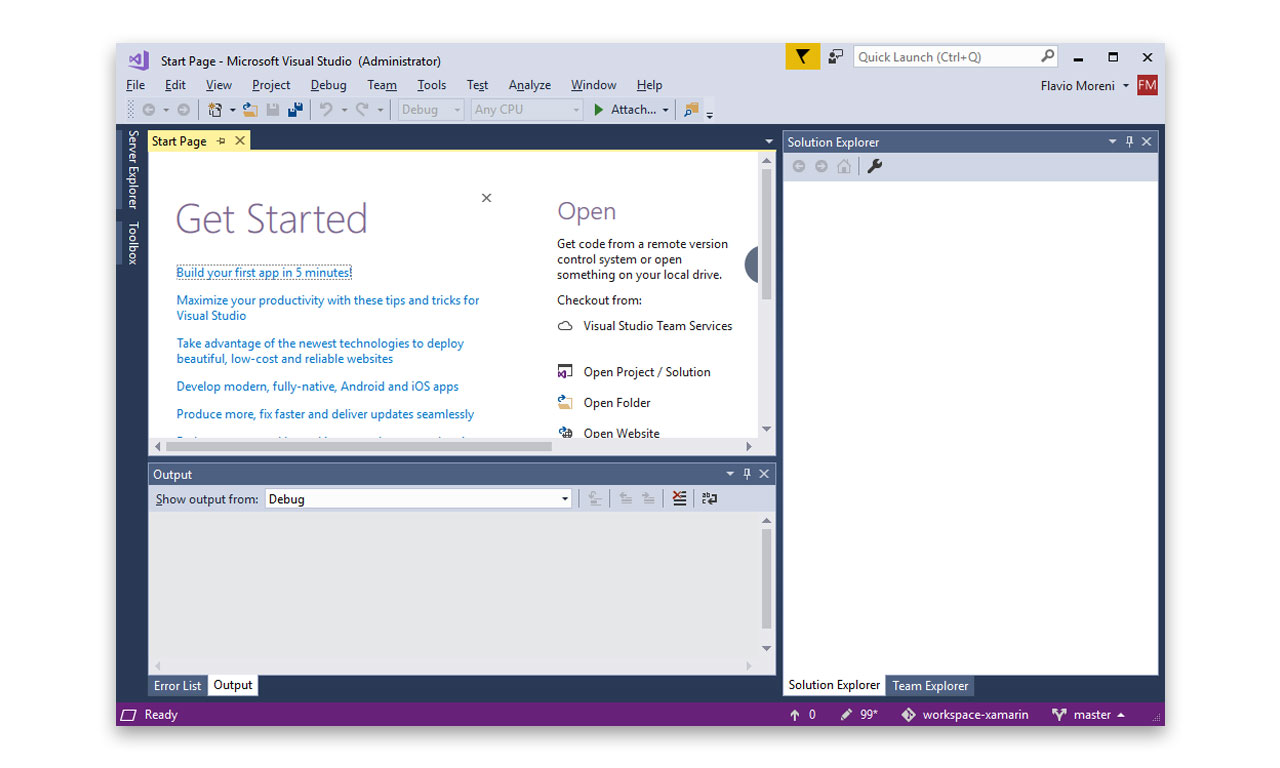 Start Page - Microsoft Visual Studio (Administrator)
Quick Launch (Ctrl+Q)
File Edit View Project Debug Team Tools Test Analyze Window Help
Flavio Moreni FM
Debug Any CPU Attach...
Server Explorer
Toolbox
Start Page
Get Started
Build your first app in 5 minutes!
Maximize your productivity with these tips and tricks for
Visual Studio
Take advantage of the newest technologies to deploy
beautiful, low-cost and reliable websites
Develop modern, fully-native, Android and iOS apps
Produce more, fix faster and deliver updates seamlessly
Open
Get code from a remote version
control system or open
something on your local drive.
Checkout from:
Visual Studio Team Services
Open Project / Solution
Open Folder
Open Website
Output
Show output from: Debug
Error List Output
Solution Explorer
Solution Explorer Team Explorer
Ready
0 99* workspace-xamarin master